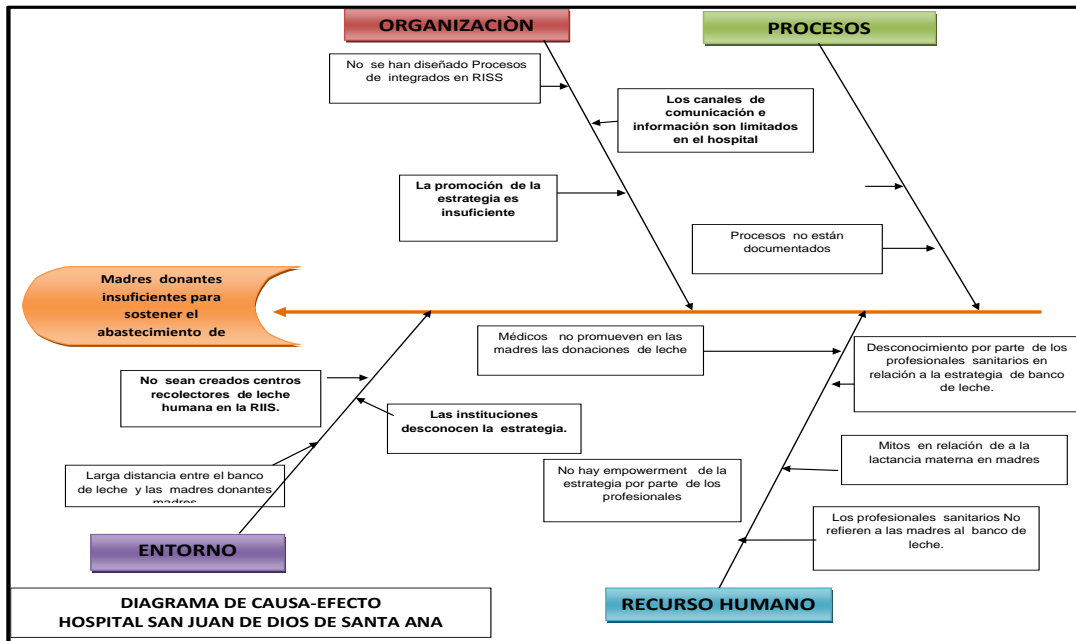 ORGANIZACIÒN
PROCESOS
No se han diseñado Procesos
de integrados en RISS
Los canales de
comunicación e
información son limitados
en el hospital
La promoción de la
estrategia es
insuficiente
Procesos no están
documentados
Madres donantes
insuficientes para
sostener el
abastecimiento de
Médicos no promueven en las
madres las donaciones de leche
Desconocimiento por parte de los
profesionales sanitarios en
relación a la estrategia de banco
de leche.
No sean creados centros
recolectores de leche
humana en la RIIS.
Las instituciones
desconocen la estrategia.
Mitos en relación de a la
lactancia materna en madres
Larga distancia entre el banco
de leche y las madres donantes
madres
No hay empowerment de la
estrategia por parte de los
profesionales
Los profesionales sanitarios No
refieren a las madres al banco de
leche.
ENTORNO
RECURSO HUMANO
DIAGRAMA DE CAUSA-EFECTO
HOSPITAL SAN JUAN DE DIOS DE SANTA ANA